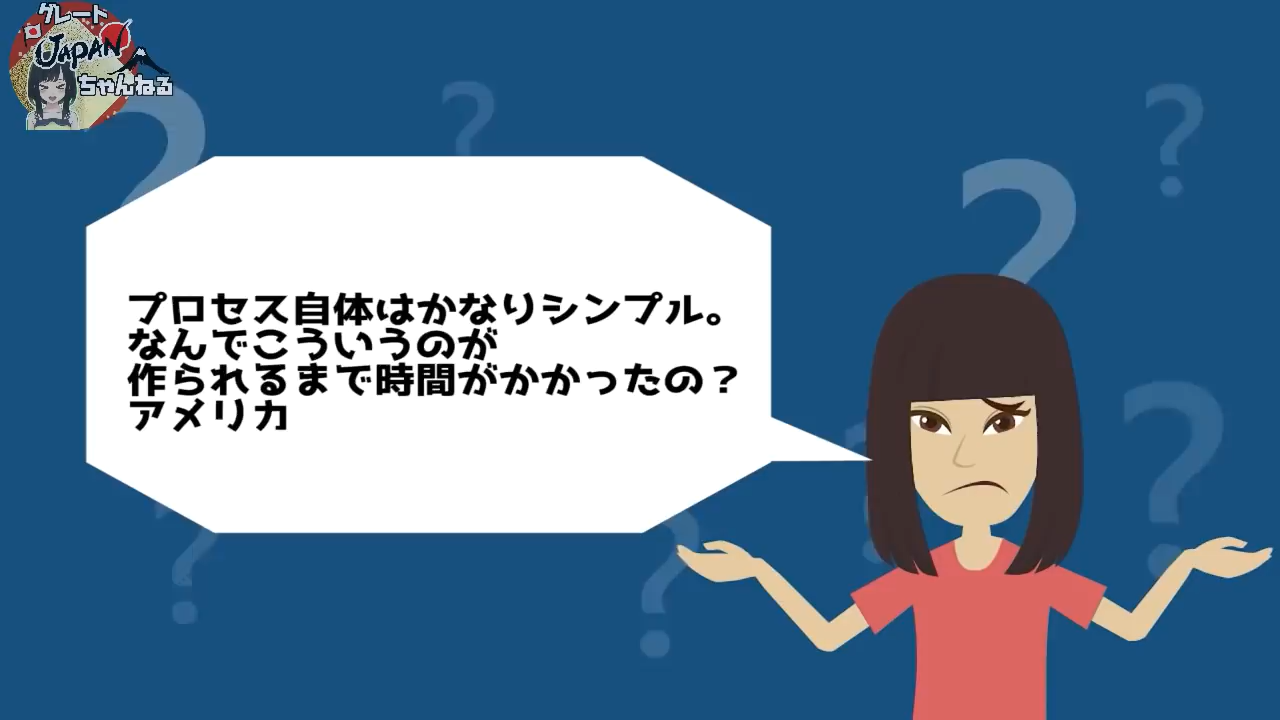 グレート
JAPAN
ちゃんねる
プロセス自体はかなりシンプル。
なんでこういうのが
作られるまで時間がかかったの？
アメリカ